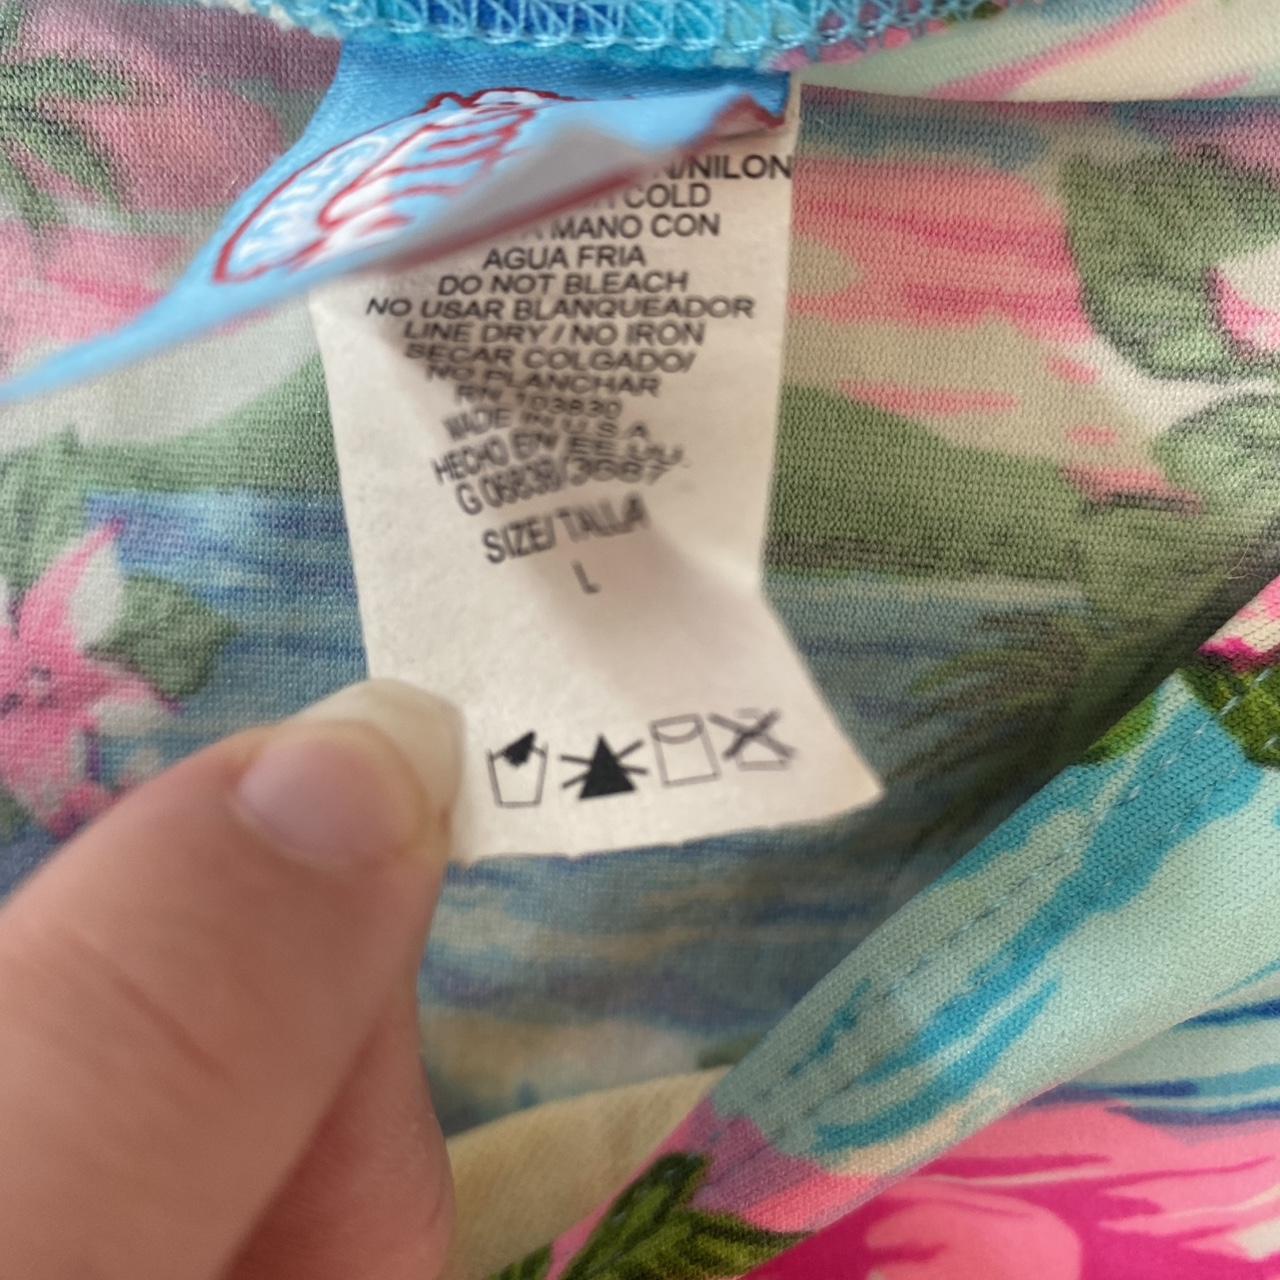 N/NILON
COLD
MANO CON
AGUA FRIA
DO NOT BLEACH
NO USAR BLANQUEADOR
LINE DRY / NO IRON
SECAR COLGADO/
NO PLANCHAR
RN 103830
MADE IN U.S.A
HECHO EN EE.UU.
SIZE/TALLA
L